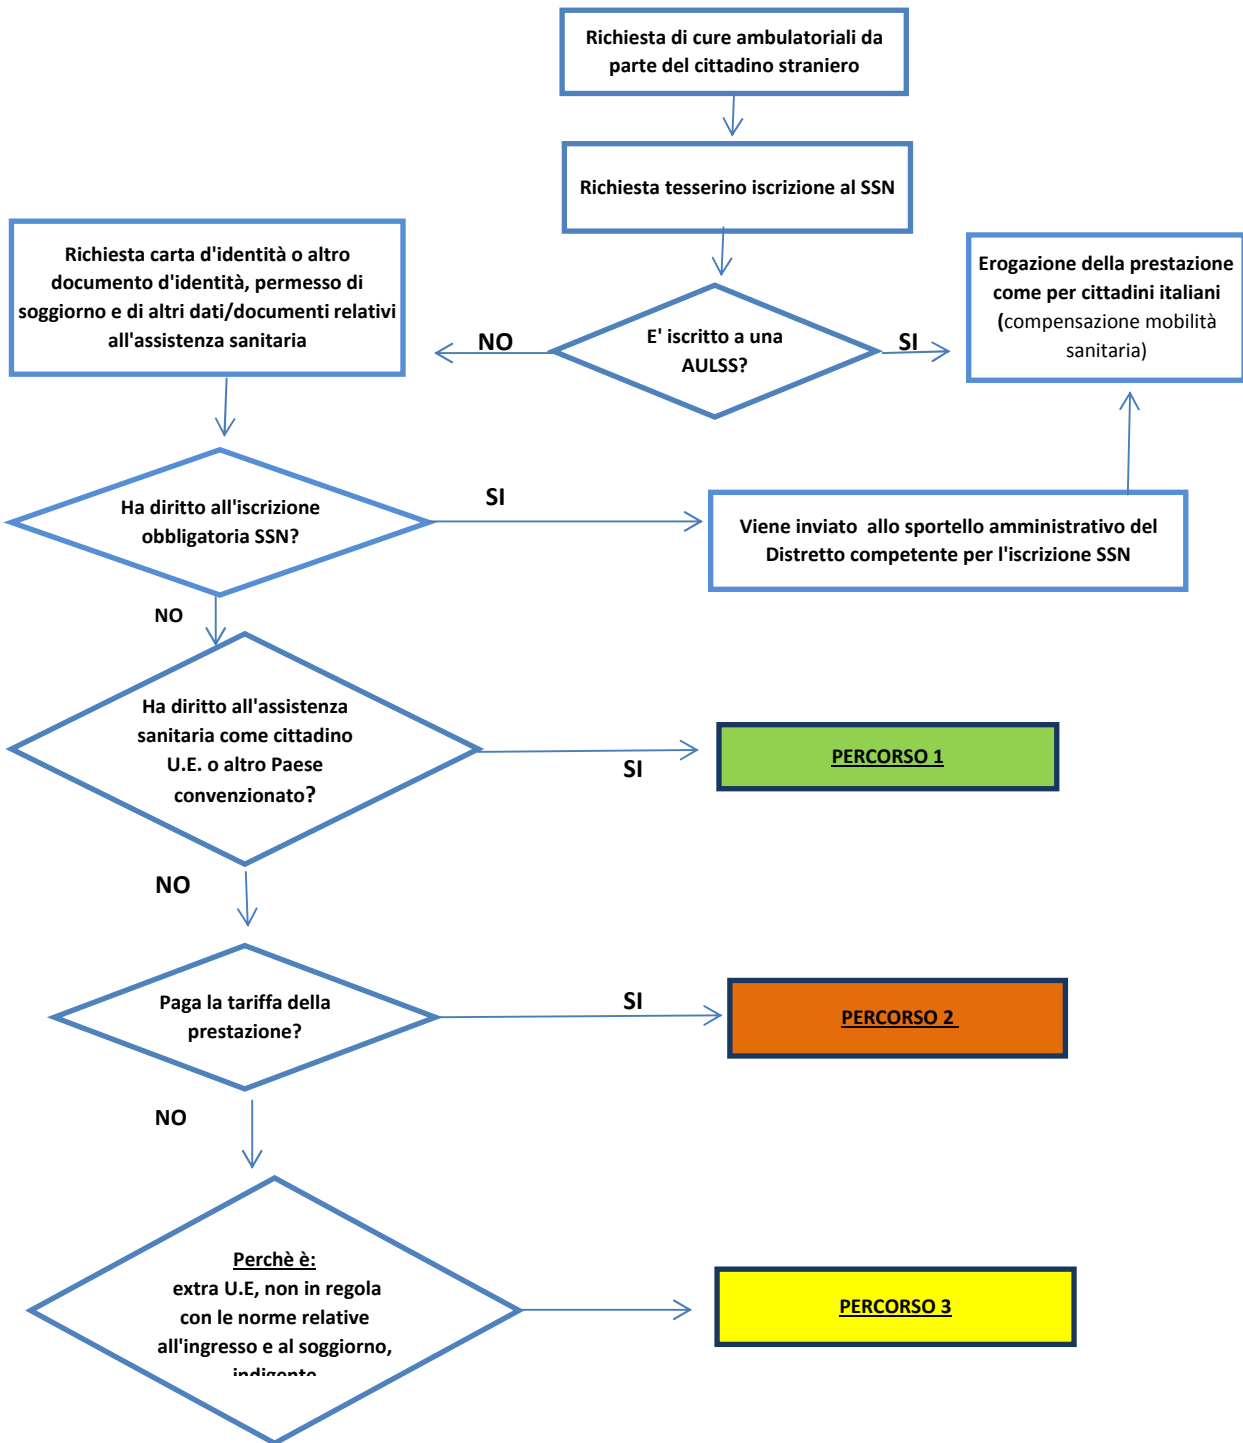 Richiesta di cure ambulatoriali da
parte del cittadino straniero
Richiesta tesserino iscrizione al SSN
Richiesta carta d'identità o altro
documento d'identità, permesso di
soggiorno e di altri dati/documenti relativi
all'assistenza sanitaria
NO
E' iscritto a una
AULSS?
SI
Erogazione della prestazione
come per cittadini italiani
(compensazione mobilità
sanitaria)
Ha diritto all'iscrizione
obbligatoria SSN?
SI
Viene inviato allo sportello amministrativo del
Distretto competente per l'iscrizione SSN
NO
Ha diritto all'assistenza
sanitaria come cittadino
U.E. o altro Paese
convenzionato?
SI
PERCORSO 1
NO
Paga la tariffa della
prestazione?
SI
PERCORSO 2
NO
Perchè è:
extra U.E, non in regola
con le norme relative
all'ingresso e al soggiorno,
indigente
PERCORSO 3